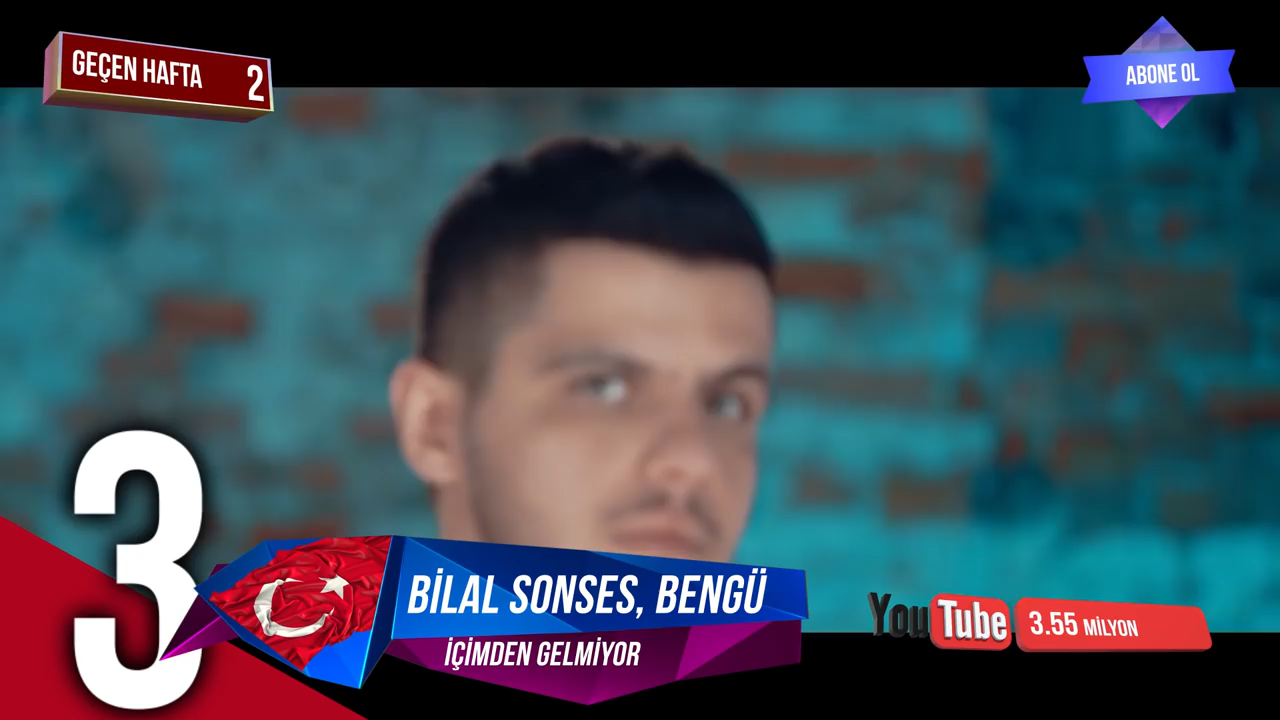 GEÇEN HAFTA 2
ABONE OL
3
BİLAL SONSES, BENGÜ
İÇİMDEN GELMİYOR
YouTube 3.55 MİLYON